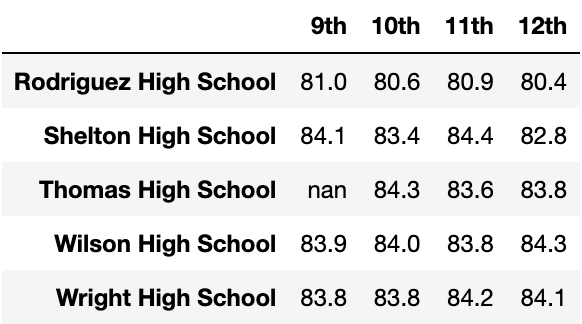 9th 10th 11th 12th
Rodriguez High School 81.0 80.6 80.9 80.4
Shelton High School 84.1 83.4 84.4 82.8
Thomas High School nan 84.3 83.6 83.8
Wilson High School 83.9 84.0 83.8 84.3
Wright High School 83.8 83.8 84.2 84.1